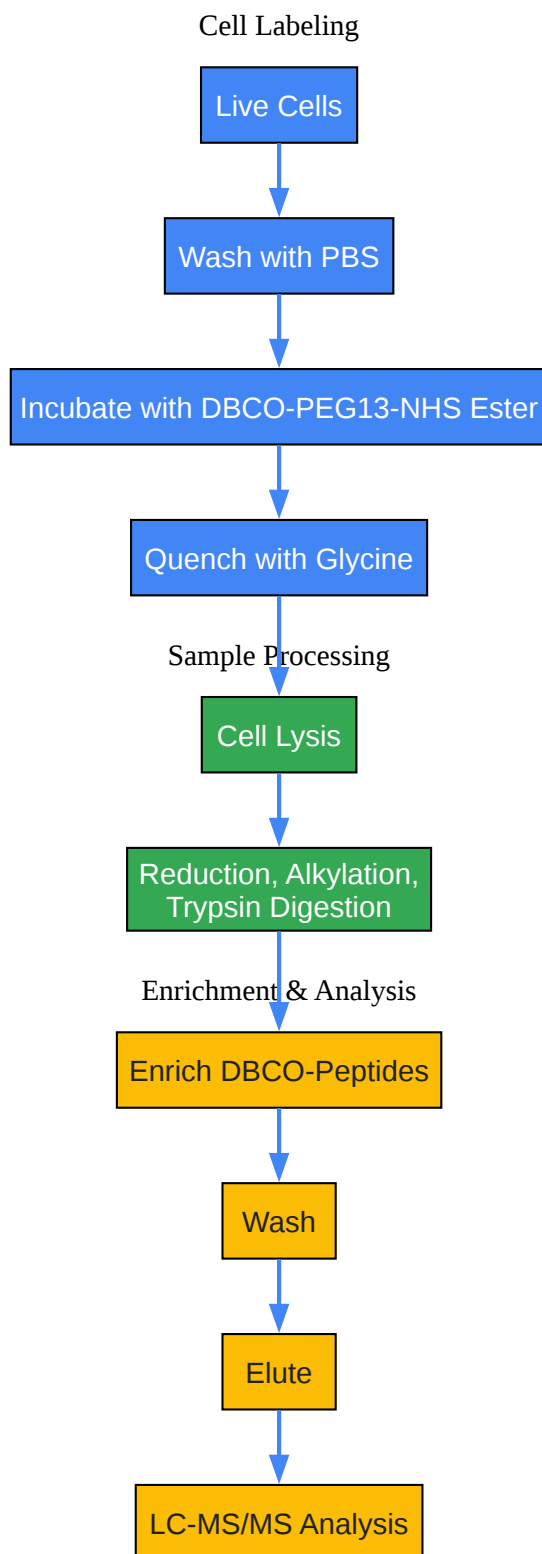 Cell Labeling
Live Cells
Wash with PBS
Incubate with DBCO-PEG13-NHS Ester
Quench with Glycine
Sample Processing
Cell Lysis
Reduction, Alkylation,
Trypsin Digestion
Enrichment & Analysis
Enrich DBCO-Peptides
Wash
Elute
LC-MS/MS Analysis